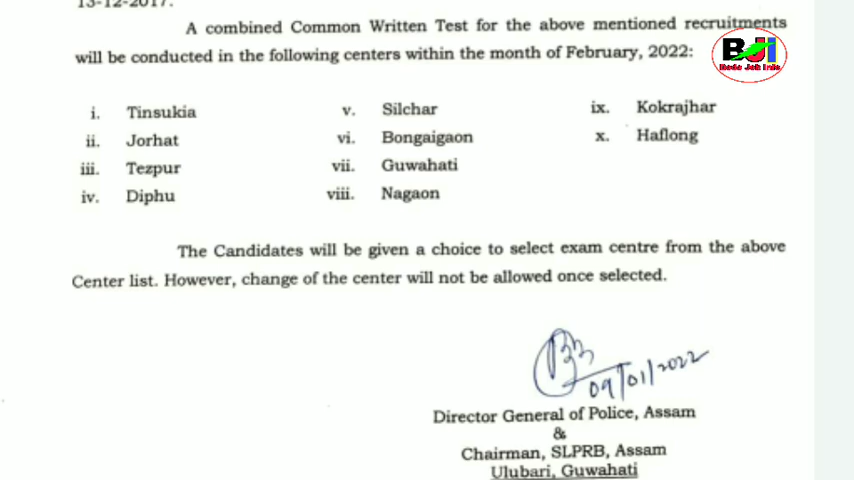 13-12-2017.
A combined Common Written Test for the above mentioned recruitments
will be conducted in the following centers within the month of February, 2022:
BJI
Bodo Job Info
i. Tinsukia
ii. Jorhat
iii. Tezpur
iv. Diphu
v. Silchar
vi. Bongaigaon
vii. Guwahati
viii. Nagaon
ix. Kokrajhar
x. Haflong
The Candidates will be given a choice to select exam centre from the above
Center list. However, change of the center will not be allowed once selected.
09/01/2022
Director General of Police, Assam
&
Chairman, SLPRB, Assam
Ulubari, Guwahati